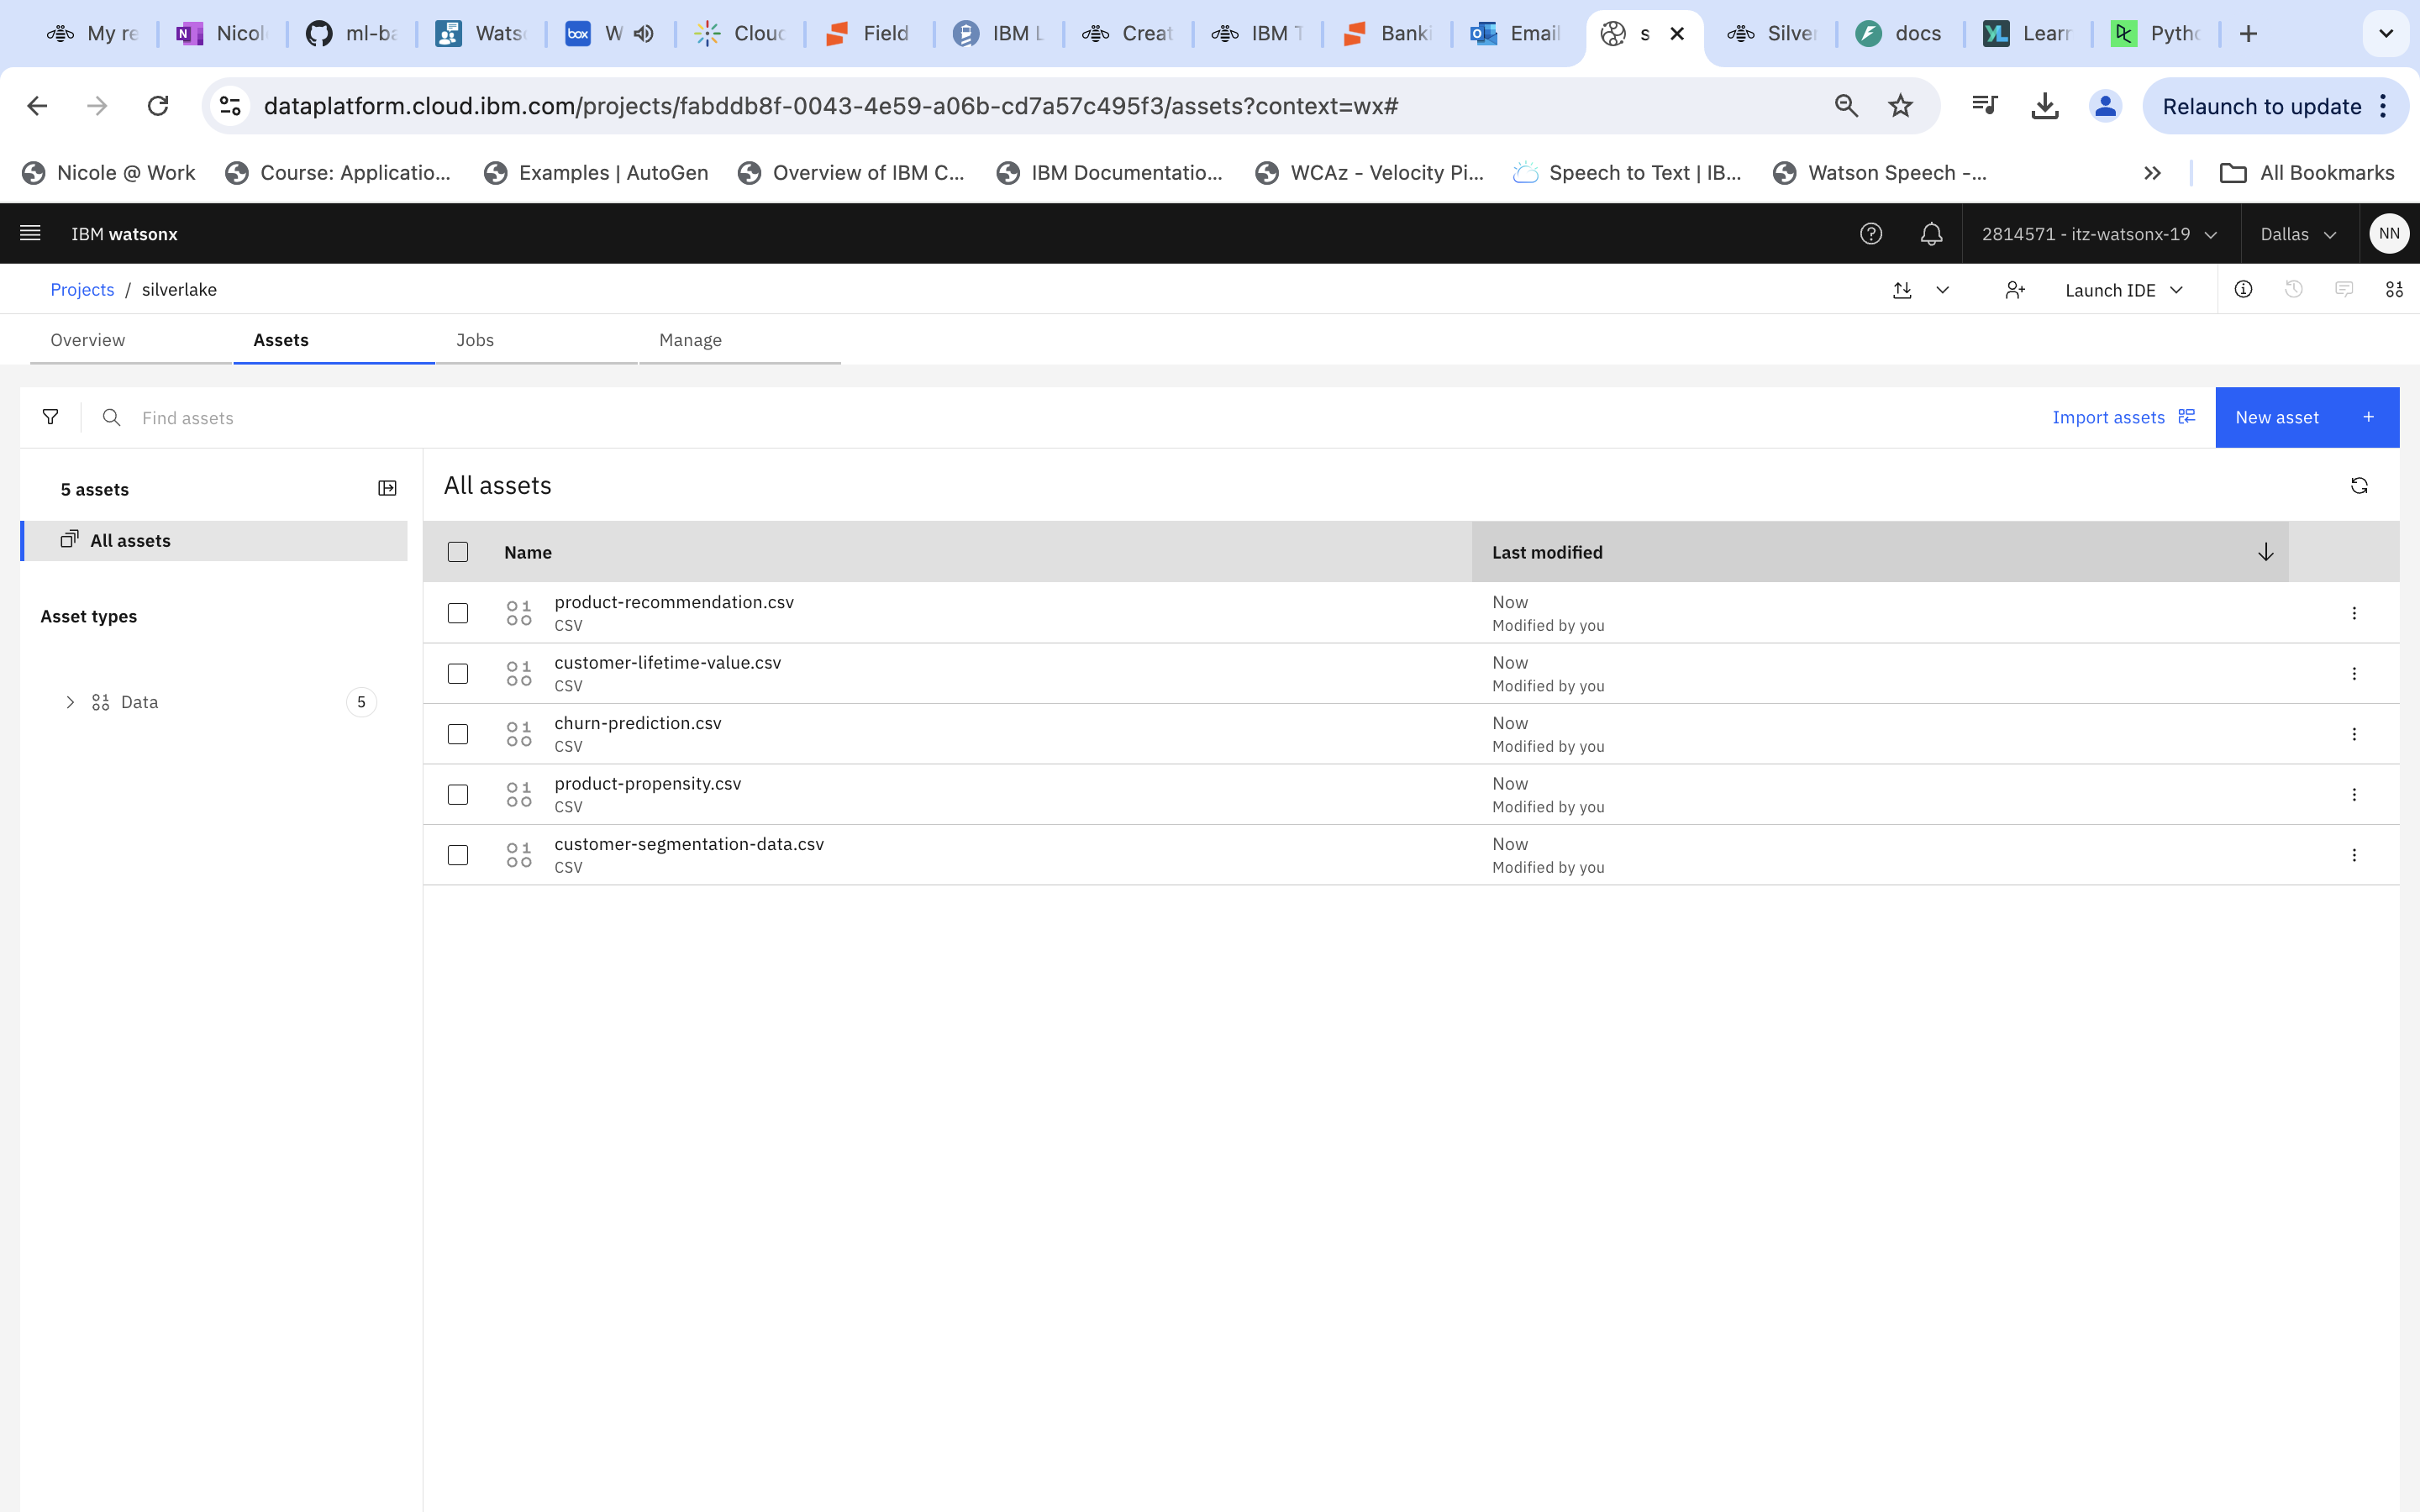 My re Nicol ml-ba Wats box W Cloud Field IBM L Creat IBM T Banki Email s Silver docs YL Learn Pytho
dataplatform.cloud.ibm.com/projects/fabddb8f-0043-4e59-a06b-cd7a57c495f3/assets?context=wx# Relaunch to update
Nicole @ Work Course: Applicatio... Examples | AutoGen Overview of IBM C... IBM Documentatio... WCAz - Velocity Pi... Speech to Text | IB... Watson Speech -... » All Bookmarks
IBM watsonx 2814571 - itz-watsonx-19 Dallas NN
Projects / silverlake Launch IDE
Overview Assets Jobs Manage
Find assets Import assets New asset +
5 assets
All assets
Asset types
Data 5
All assets
Name Last modified
product-recommendation.csv Now
CSV Modified by you
customer-lifetime-value.csv Now
CSV Modified by you
churn-prediction.csv Now
CSV Modified by you
product-propensity.csv Now
CSV Modified by you
customer-segmentation-data.csv Now
CSV Modified by you